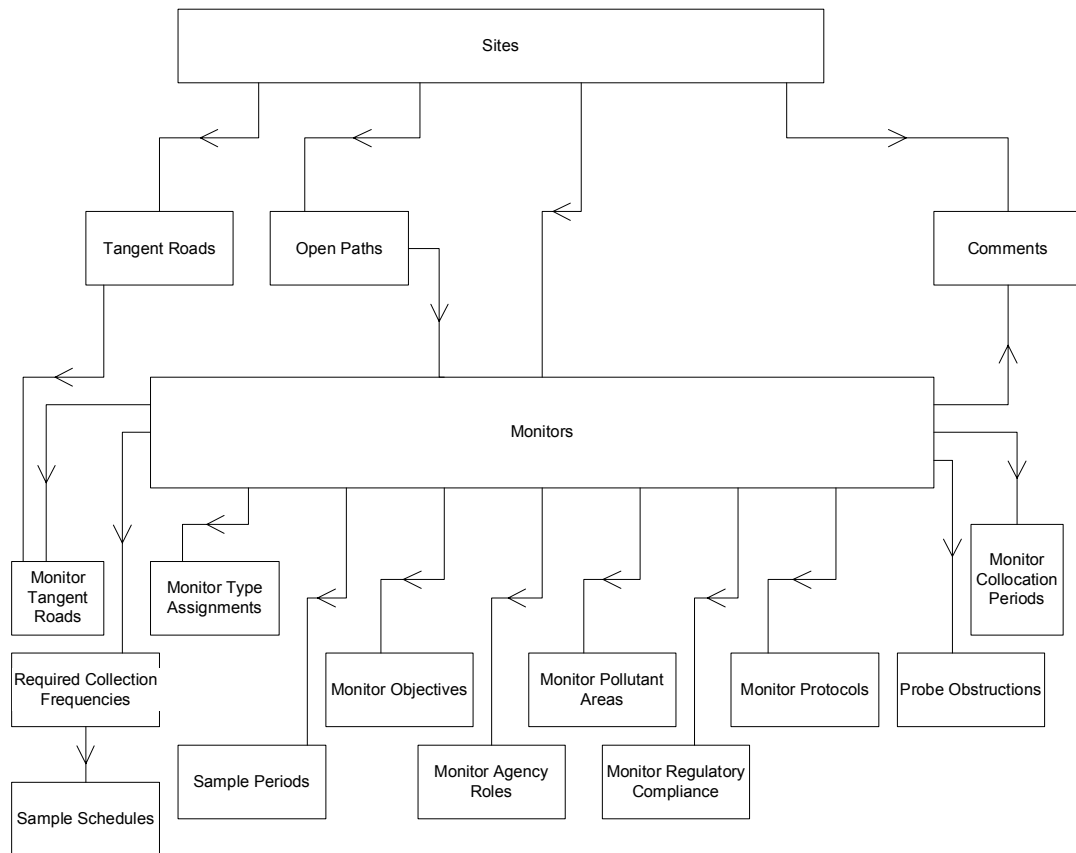 Sites
Tangent Roads
Open Paths
Comments
Monitors
Monitor Type
Assignments
Monitor
Tangent
Roads
Monitor
Collocation
Periods
Required Collection
Frequencies
Monitor Objectives
Monitor Pollutant
Areas
Monitor Protocols
Probe Obstructions
Sample Periods
Monitor Agency
Roles
Monitor Regulatory
Compliance
Sample Schedules